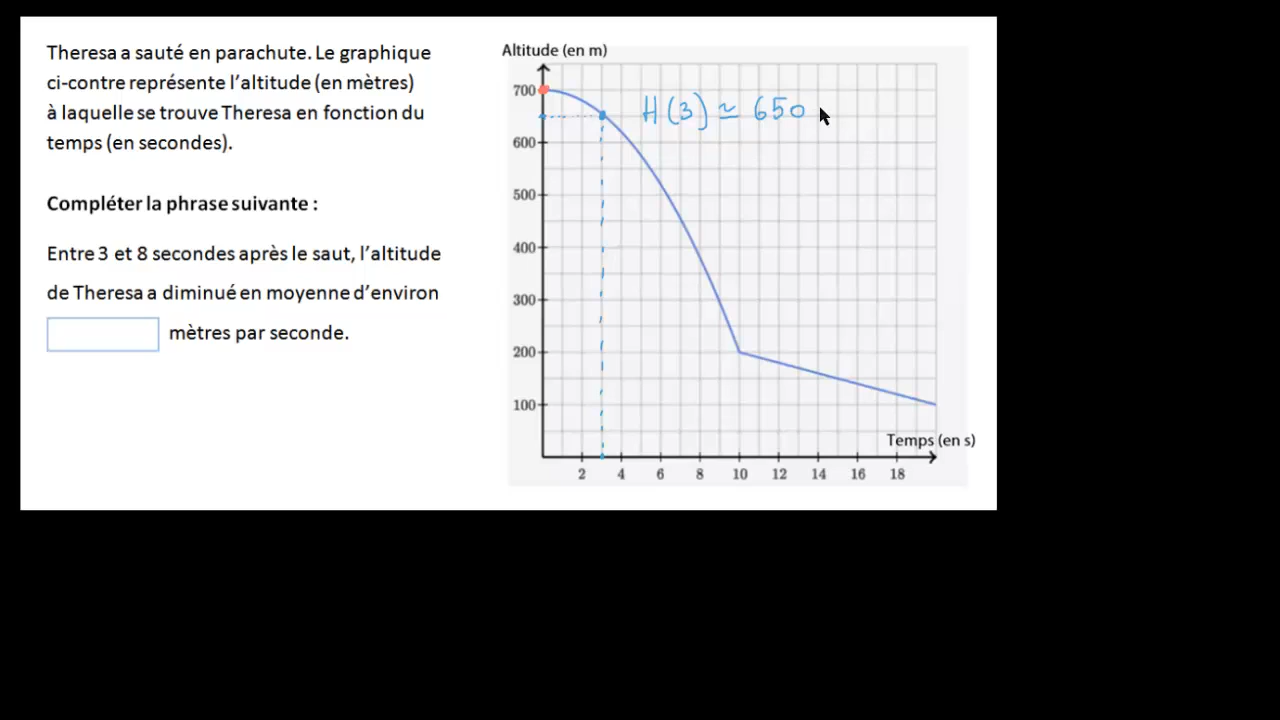 Theresa a sauté en parachute. Le graphique
ci-contre représente l'altitude (en mètres)
à laquelle se trouve Theresa en fonction du
temps (en secondes).
Compléter la phrase suivante :
Entre 3 et 8 secondes après le saut, l'altitude
de Theresa a diminué en moyenne d'environ
mètres par seconde.
Altitude (en m)
700
H(3) ≃ 650
600
500
400
300
200
100
Temps (en s)
2 4 6 8 10 12 14 16 18